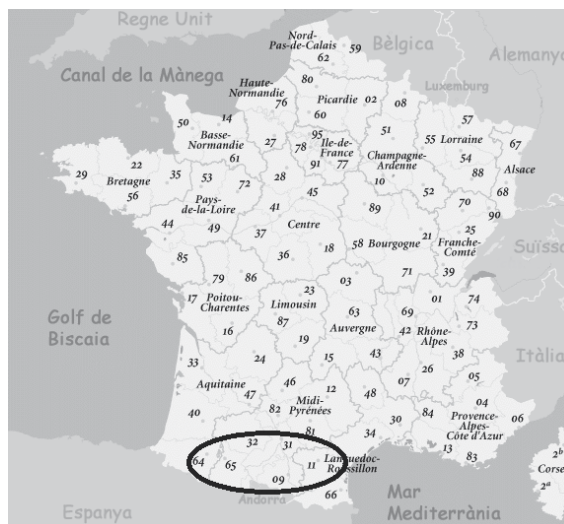 Regne Unit
Nord-
Pas-de-Calais
59
Bèlgica
62
Alemanya
Canal de la Mànega
80
Haute-
Normandie
Luxemburg
Picardie
02
08
76
50
14
60
57
Basse-
Normandie
27
95
51
55
Lorraine
67
78
Ile-de-
France
54
61
91
77
Champagne-
Ardenne
Alsace
22
29
Bretagne
35
53
28
88
10
68
56
72
45
52
70
Pays-
de-la-Loire
41
89
90
44
49
37
Centre
21
25
Suïssa
18
58
Bourgogne
Franche-
Comté
85
36
79
86
03
71
39
17
23
01
74
Poitou-
Charentes
Limousin
63
69
Golf de
Biscaia
87
Auvergne
42
Rhône-
Alpes
73
16
19
33
24
15
43
38
Itàlia
26
Aquitaine
46
07
05
47
12
48
40
82
Midi-
Pyrénées
30
84
04
06
81
34
Provence-
Alpes-
Côte d'Azur
32
31
13
83
64
65
11
Languedoc-
Roussillon
09
2ᵇ
Corse
2ᵃ
Andorra
66
Espanya
Mar
Mediterrània